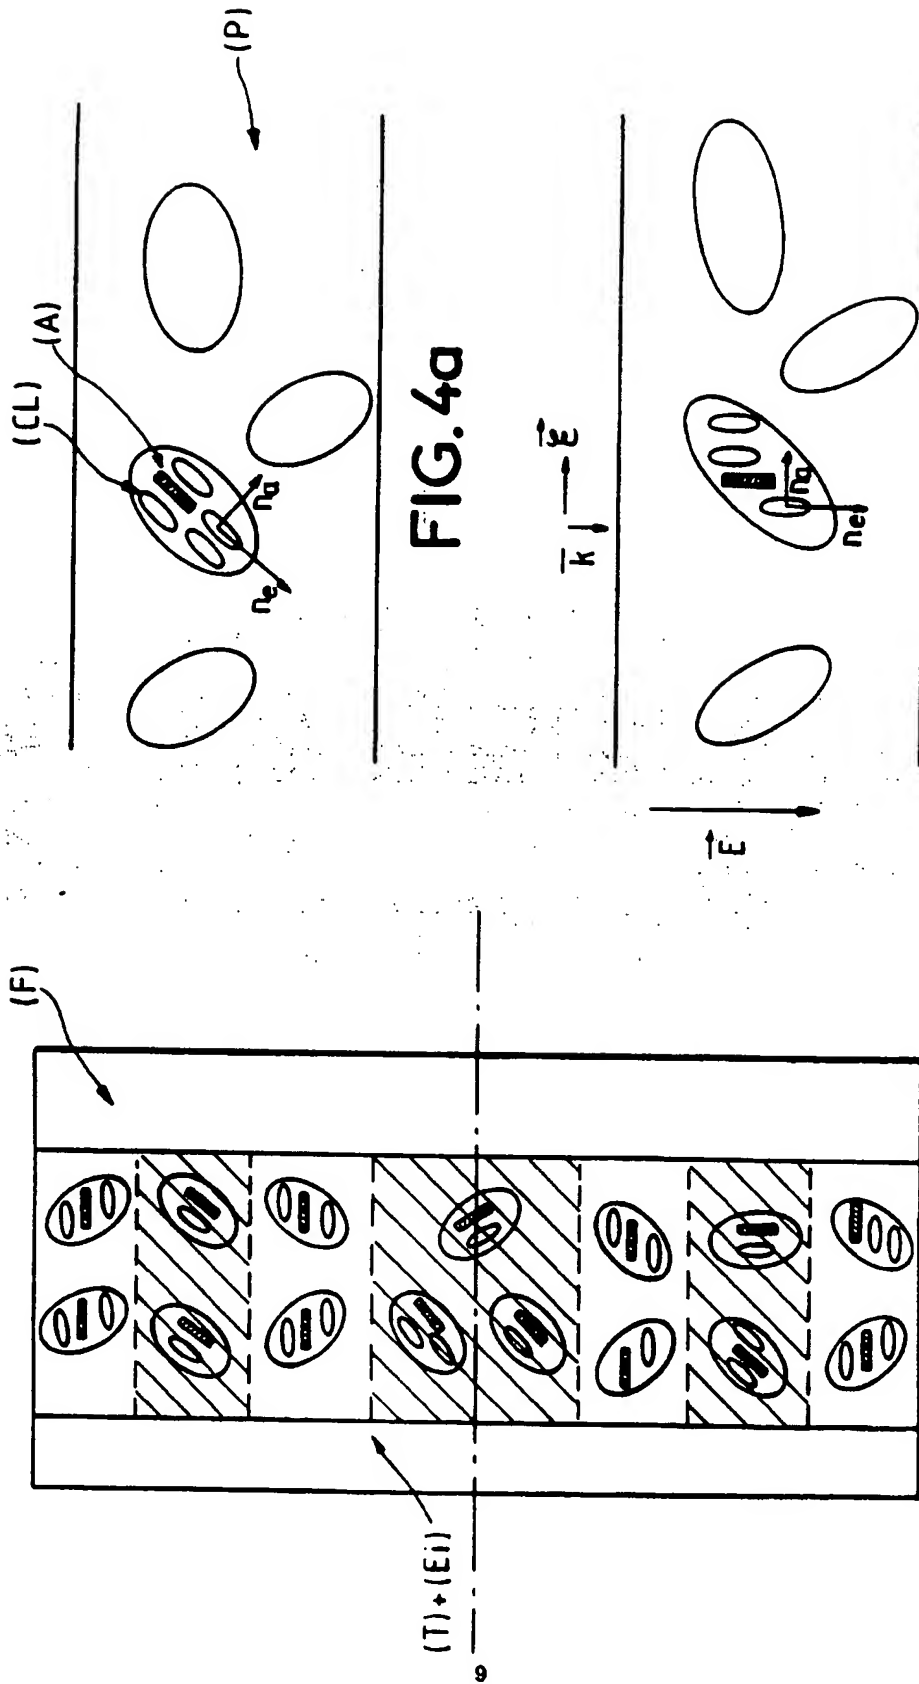 (P)
(CL)
(A)
na
ne
FIG. 4a
ε
k
na
ne
E
(F)
(T)+(Ei)
9